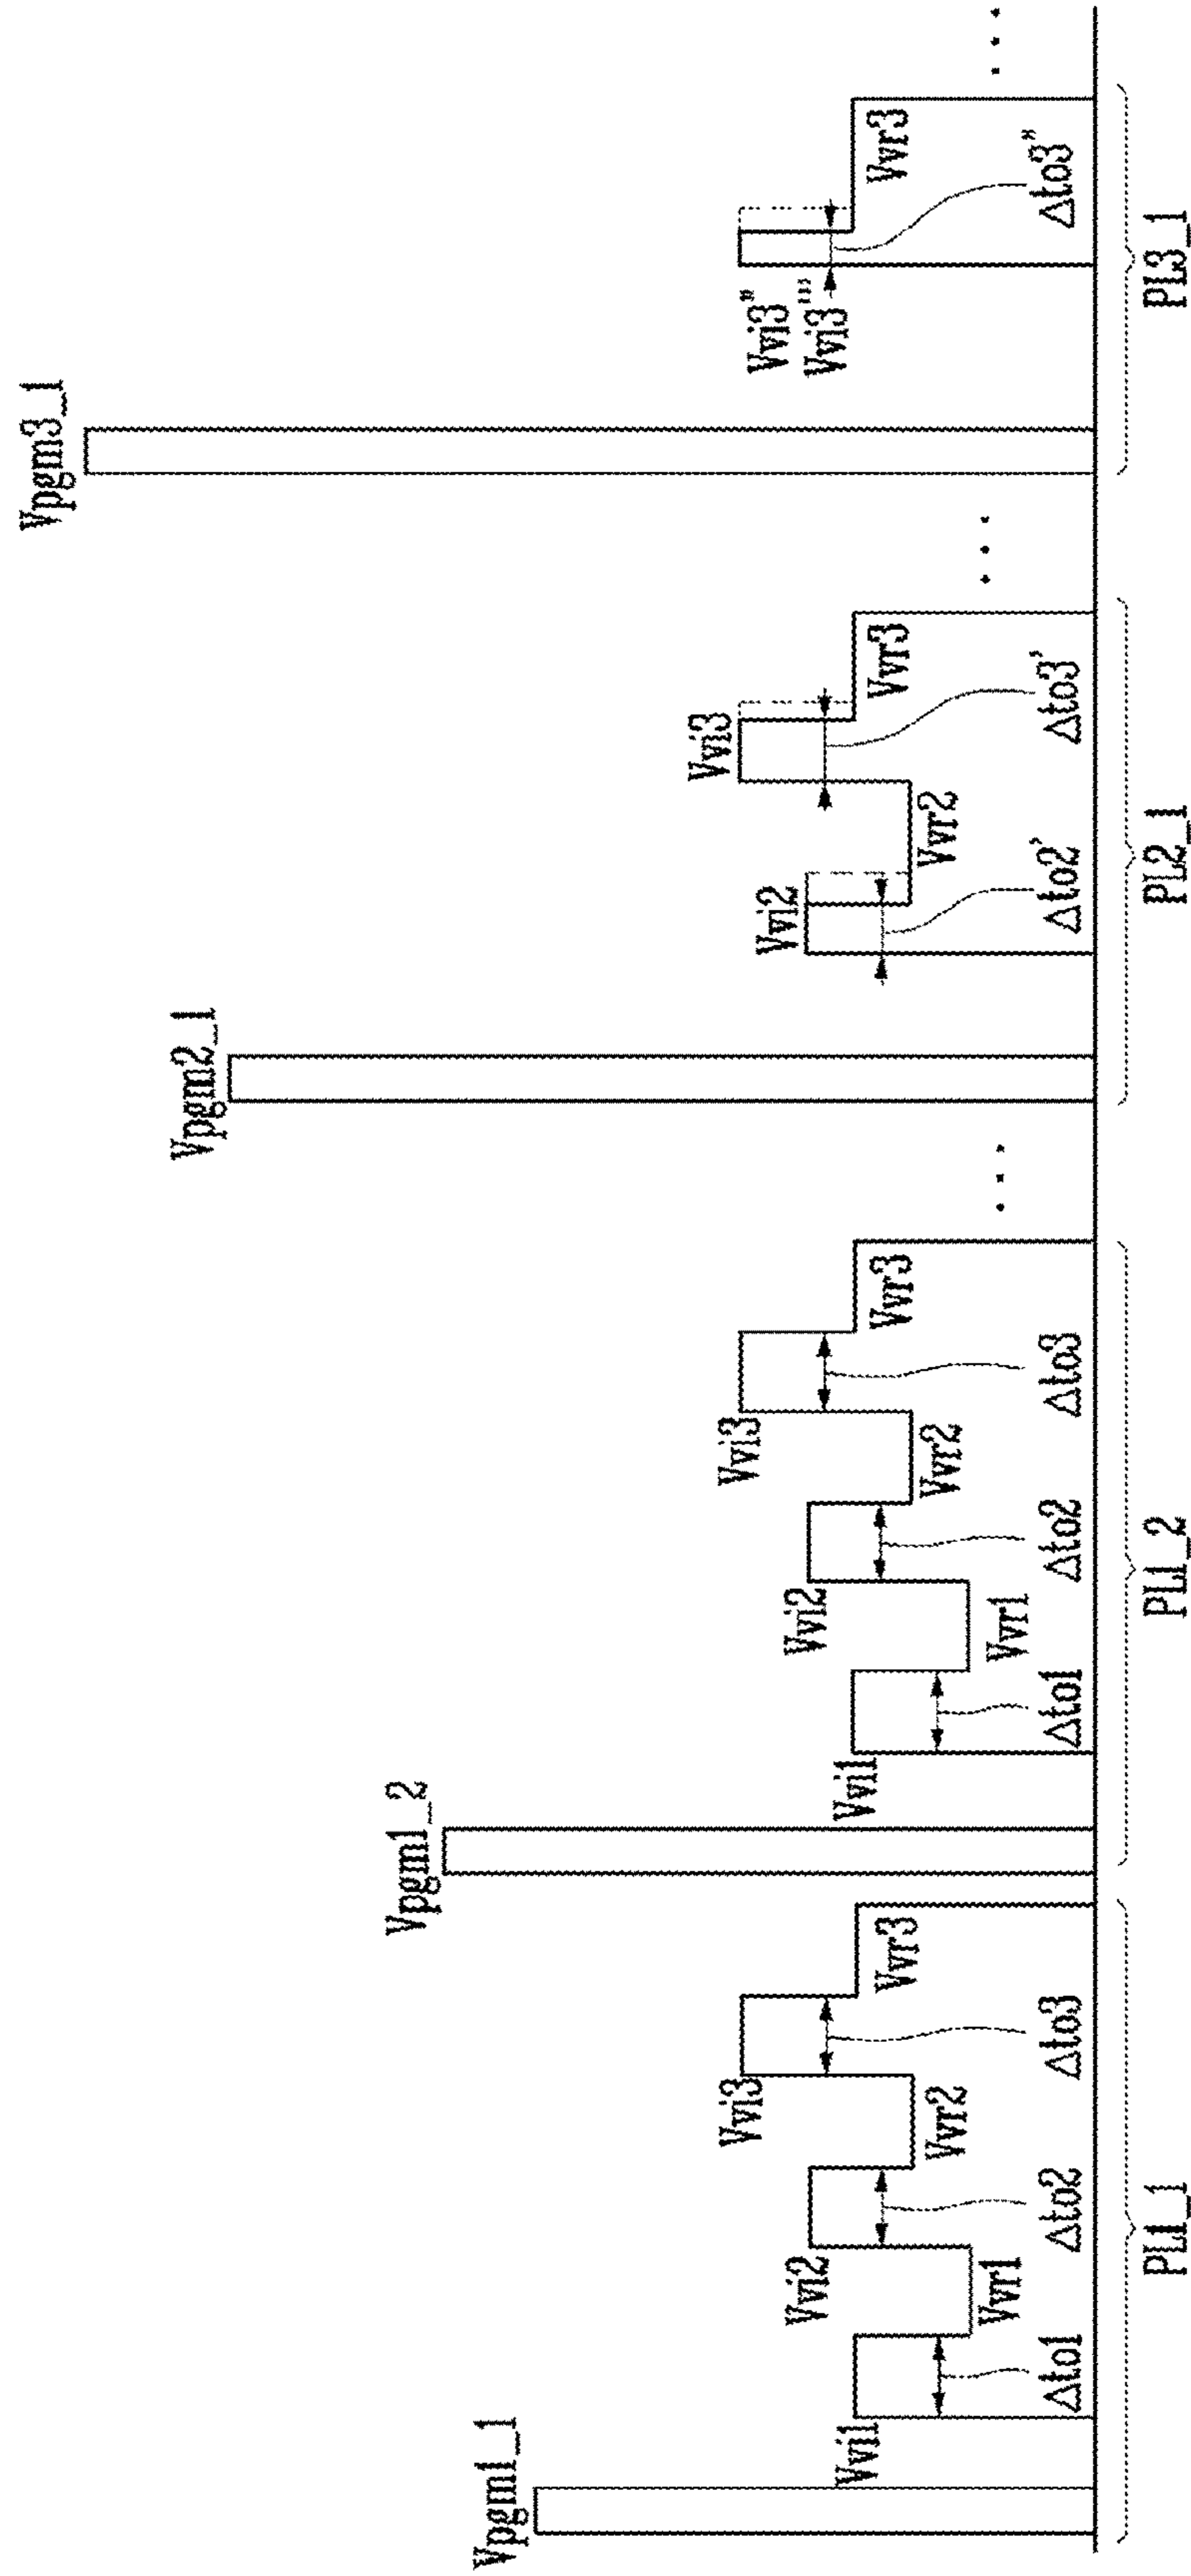 Vpgm1_1
Vvi1
Δto1
Vvr1
Vvi2
Δto2
Vvr2
Vvi3
Δto3
Vvr3
PL1_1
Vpgm1_2
Vvi1
Δto1
Vvr1
Vvi2
Δto2
Vvr2
Vvi3
Δto3
Vvr3
PL1_2
. . .
Vpgm2_1
Vvi2
Δto2'
Vvr2
Vvi3
Δto3'
Vvr3
PL2_1
. . .
Vpgm3_1
Vvi3"
Vvi3'''
Δto3"
Vvr3
PL3_1
. . .